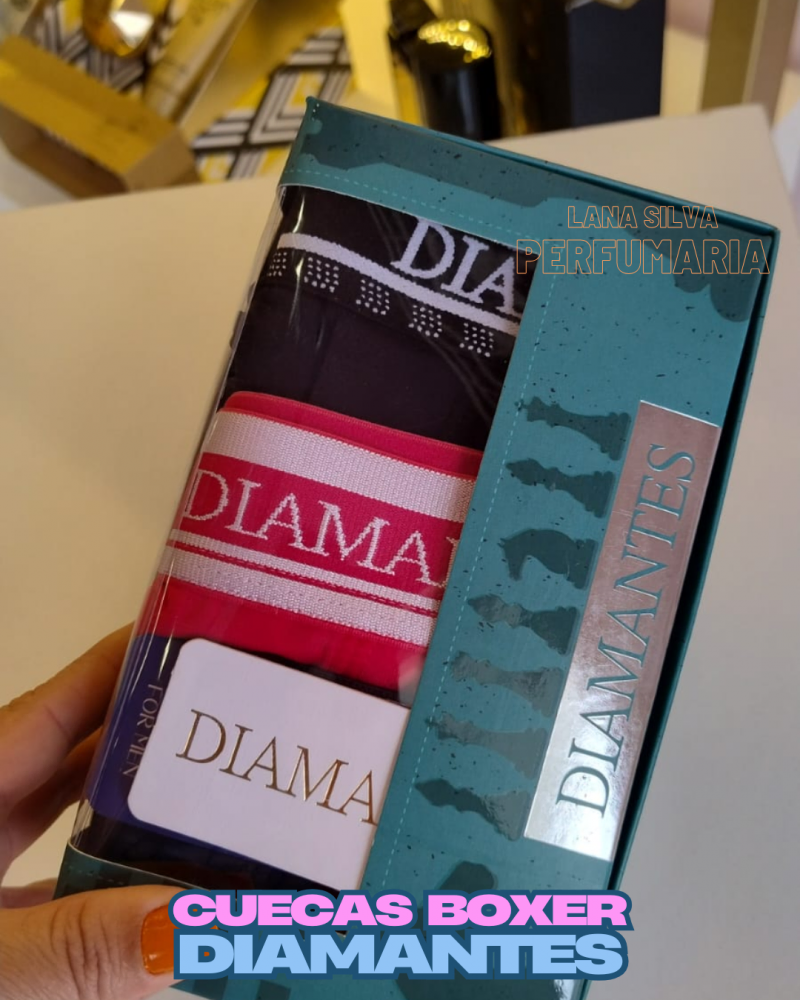 LANA SILVA
PERFUMARIA
DIA
DIAMA
DIAMANTES
FOR MEN
DIAMA
CUECAS BOXER
DIAMANTES